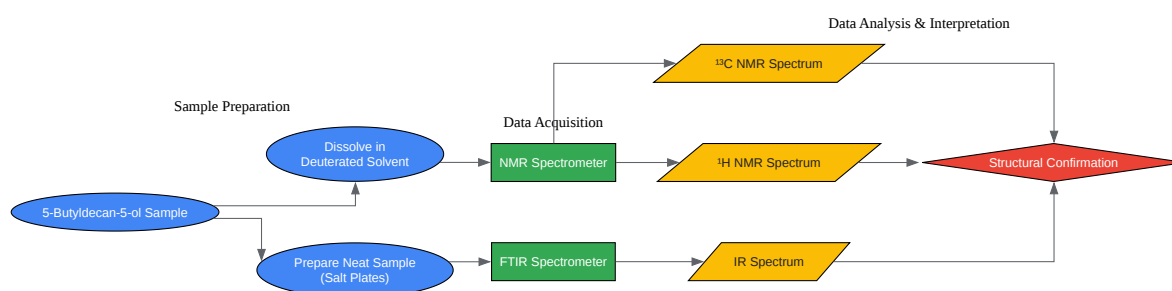 Data Analysis & Interpretation
¹³C NMR Spectrum
Sample Preparation
Data Acquisition
Dissolve in
Deuterated Solvent
NMR Spectrometer
¹H NMR Spectrum
Structural Confirmation
5-Butyldecan-5-ol Sample
Prepare Neat Sample
(Salt Plates)
FTIR Spectrometer
IR Spectrum